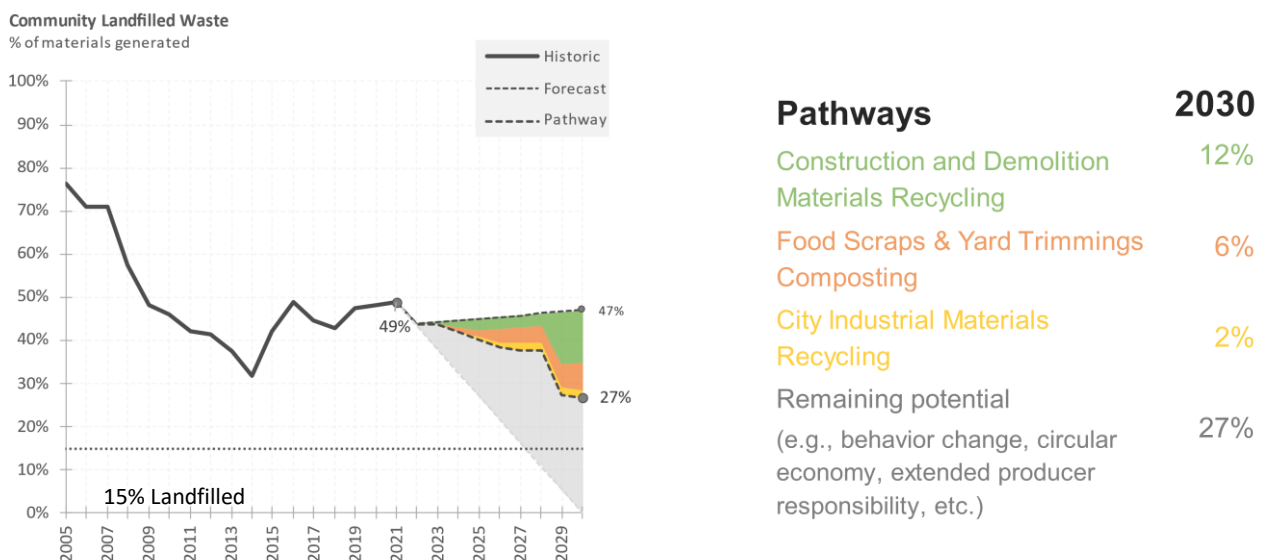 Community Landfilled Waste
% of materials generated
Historic
Forecast
Pathway
100%
90%
80%
70%
60%
50%
40%
30%
20%
10%
0%
49%
47%
27%
15% Landfilled
2005
2007
2009
2011
2013
2015
2017
2019
2021
2023
2025
2027
2029
Pathways 2030
Construction and Demolition 12%
Materials Recycling
Food Scraps & Yard Trimmings 6%
Composting
City Industrial Materials 2%
Recycling
Remaining potential
(e.g., behavior change, circular 27%
economy, extended producer
responsibility, etc.)